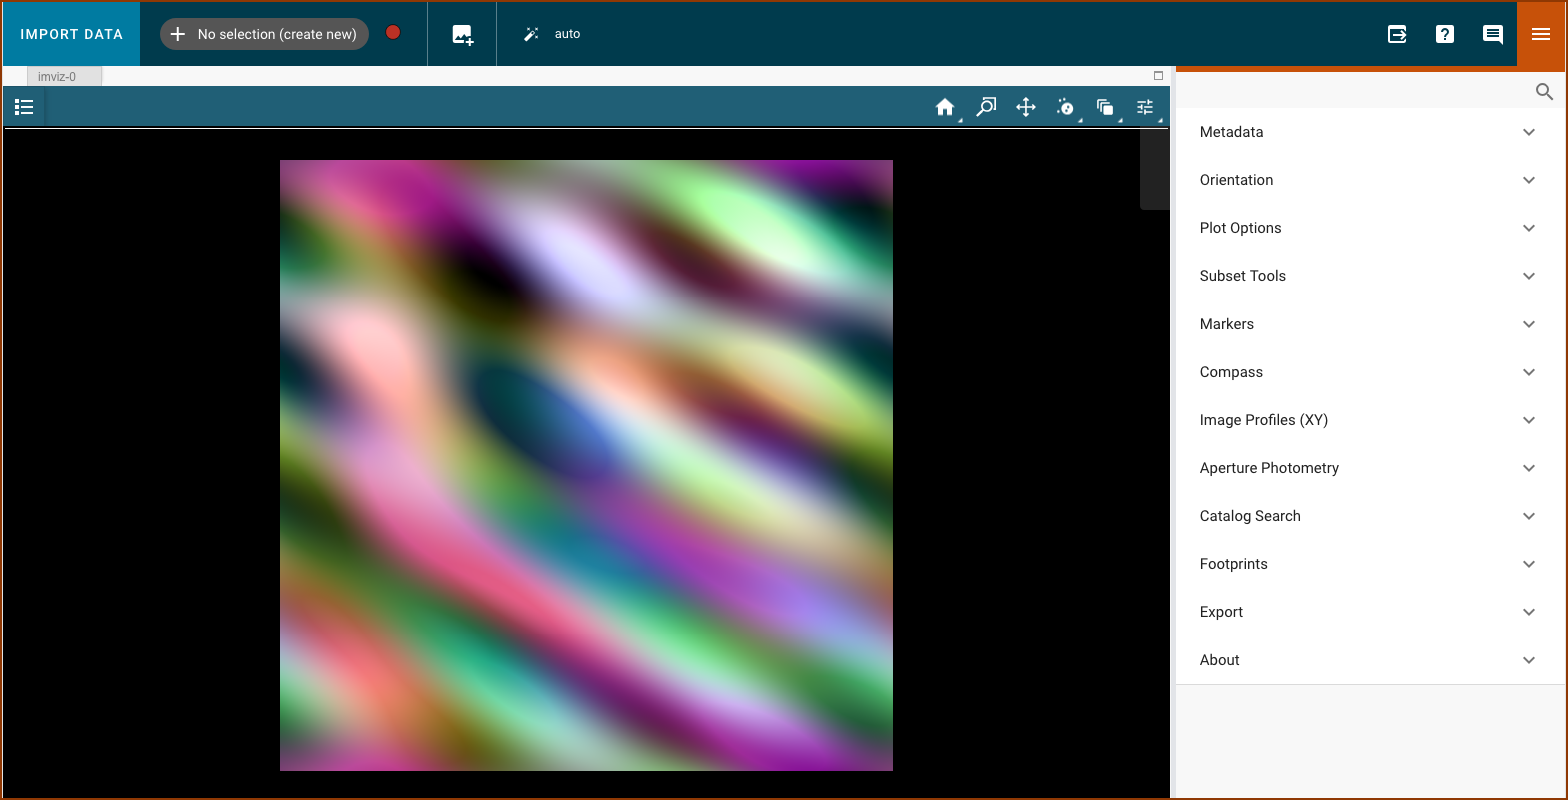 IMPORT DATA
No selection (create new)
auto
imviz-0
Metadata
Orientation
Plot Options
Subset Tools
Markers
Compass
Image Profiles (XY)
Aperture Photometry
Catalog Search
Footprints
Export
About